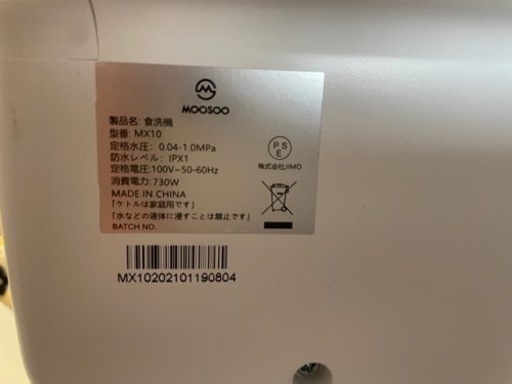 MOOSOO
製品名: 食洗機
型番: MX10
定格水圧: 0.04-1.0MPa
防水レベル: IPX1
定格電圧:100V~50-60Hz
消費電力:730W
MADE IN CHINA
「ケトルは家庭用です」
「水などの液体に浸すことは禁止です」
BATCH NO.
P S
E
株式会社JIMO
MX10202101190804